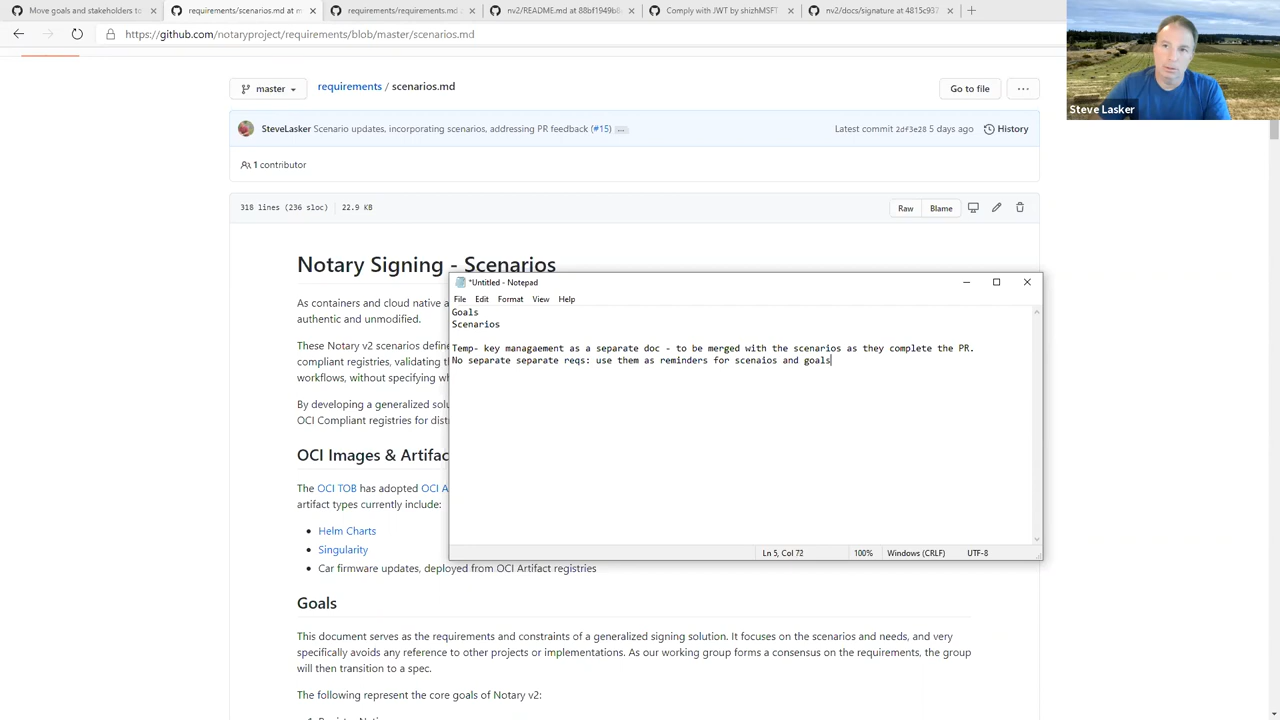 Move goals and stakeholders to
requirements/scenarios.md at m
requirements/requirements.md
nv2/README.md at 88bf1949b8
Comply with JWT by shizhMSFT
nv2/docs/signature at 4815c937
https://github.com/notaryproject/requirements/blob/master/scenarios.md
Steve Lasker
master
requirements / scenarios.md
Go to file
SteveLasker Scenario updates, incorporating scenarios, addressing PR feedback (#15)
Latest commit 2df3e28 5 days ago
History
1 contributor
318 lines (236 sloc) 22.9 KB
Raw
Blame
Notary Signing - Scenarios
As containers and cloud native a
authentic and unmodified.
These Notary v2 scenarios define
compliant registries, validating th
workflows, without specifying wh
By developing a generalized solu
OCI Compliant registries for dist
OCI Images & Artifac
The OCI TOB has adopted OCI A
artifact types currently include:
Helm Charts
Singularity
Car firmware updates, deployed from OCI Artifact registries
Goals
This document serves as the requirements and constraints of a generalized signing solution. It focuses on the scenarios and needs, and very
specifically avoids any reference to other projects or implementations. As our working group forms a consensus on the requirements, the group
will then transition to a spec.
The following represent the core goals of Notary v2:
*Untitled - Notepad
File Edit Format View Help
Goals
Scenarios
Temp- key managaement as a separate doc - to be merged with the scenarios as they complete the PR.
No separate separate reqs: use them as reminders for scenaios and goals
Ln 5, Col 72
100%
Windows (CRLF)
UTF-8